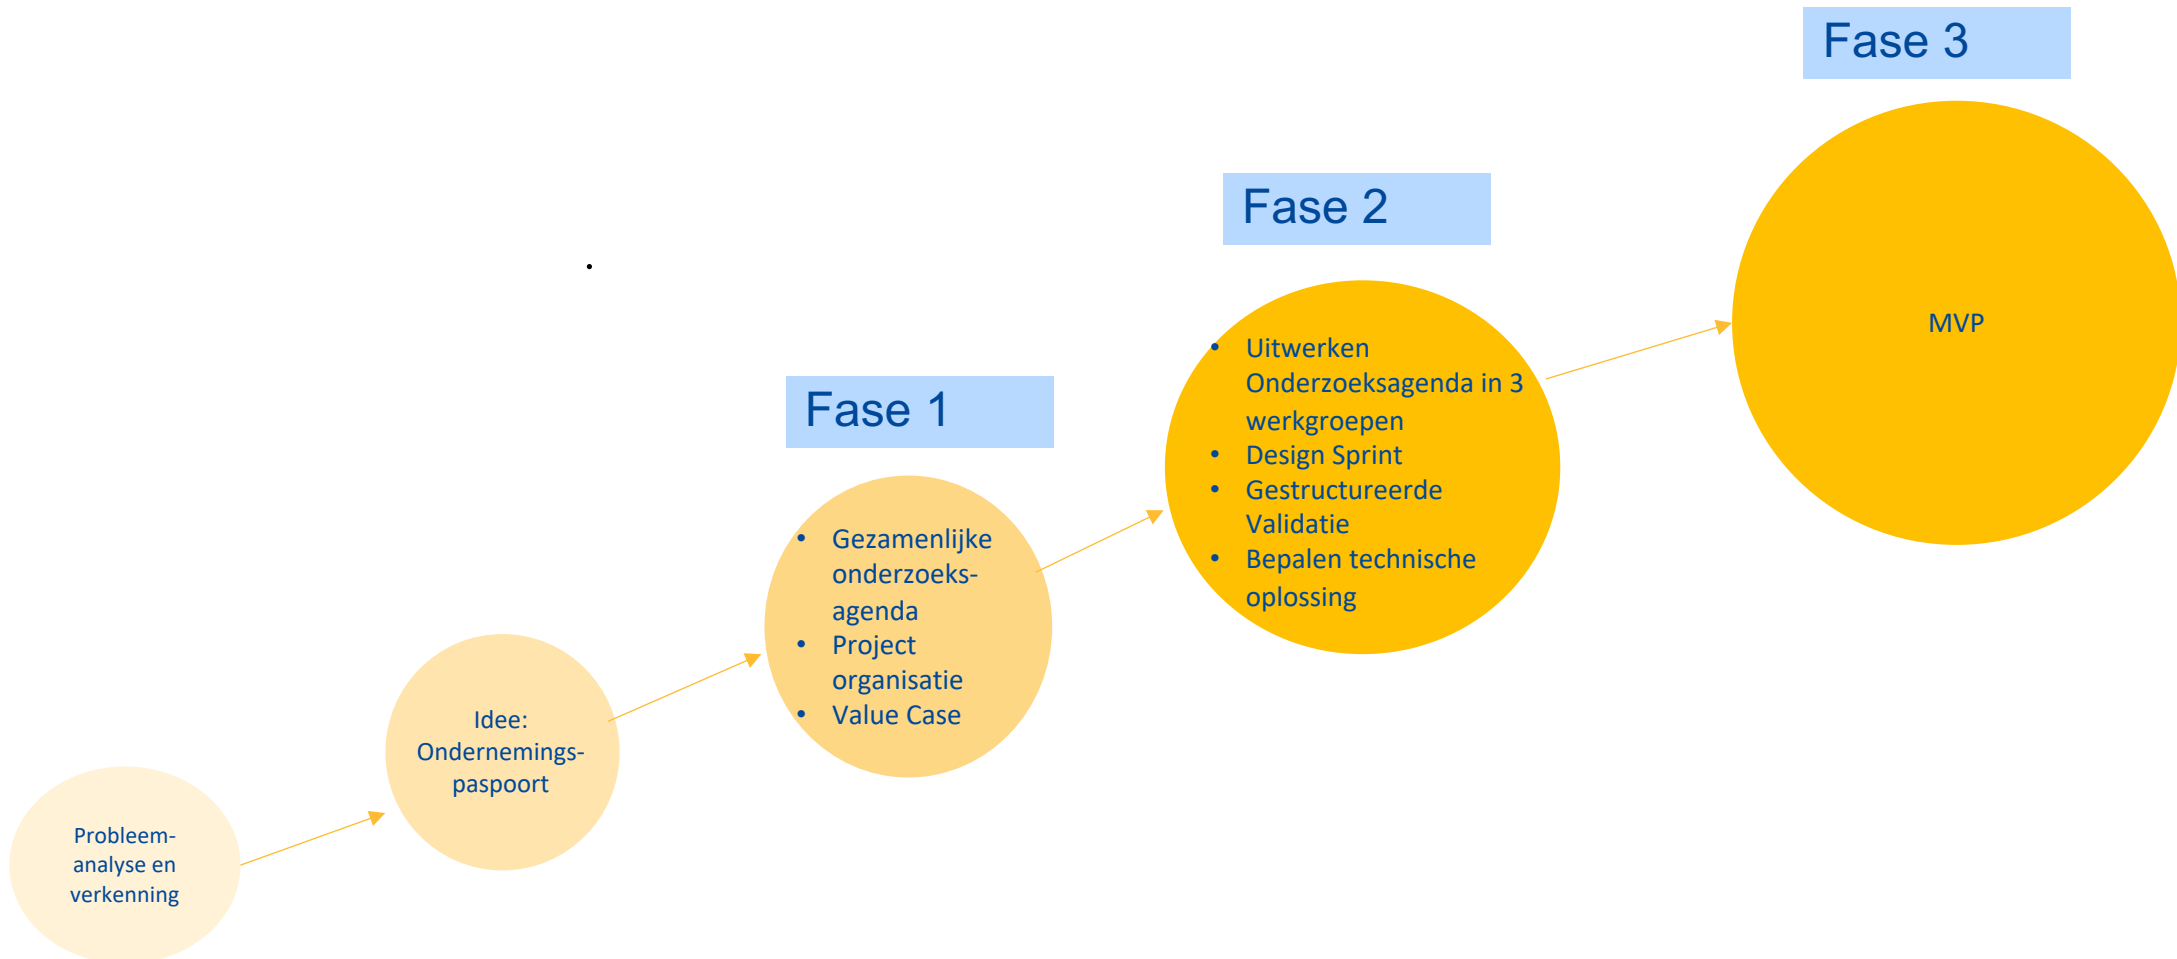 Probleem-
analyse en
verkenning
Idee:
Ondernemings-
paspoort
Fase 1
• Gezamenlijke
onderzoeks-
agenda
• Project
organisatie
• Value Case
Fase 2
• Uitwerken
Onderzoeksagenda in 3
werkgroepen
• Design Sprint
• Gestructureerde
Validatie
• Bepalen technische
oplossing
Fase 3
MVP